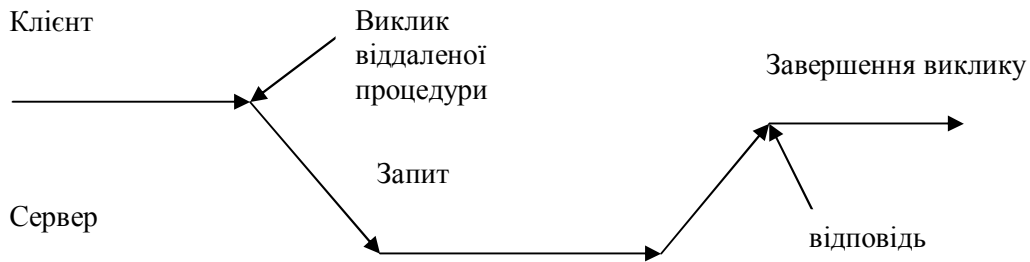 Клієнт
Виклик
віддаленої
процедури
Завершення виклику
Запит
Сервер
відповідь